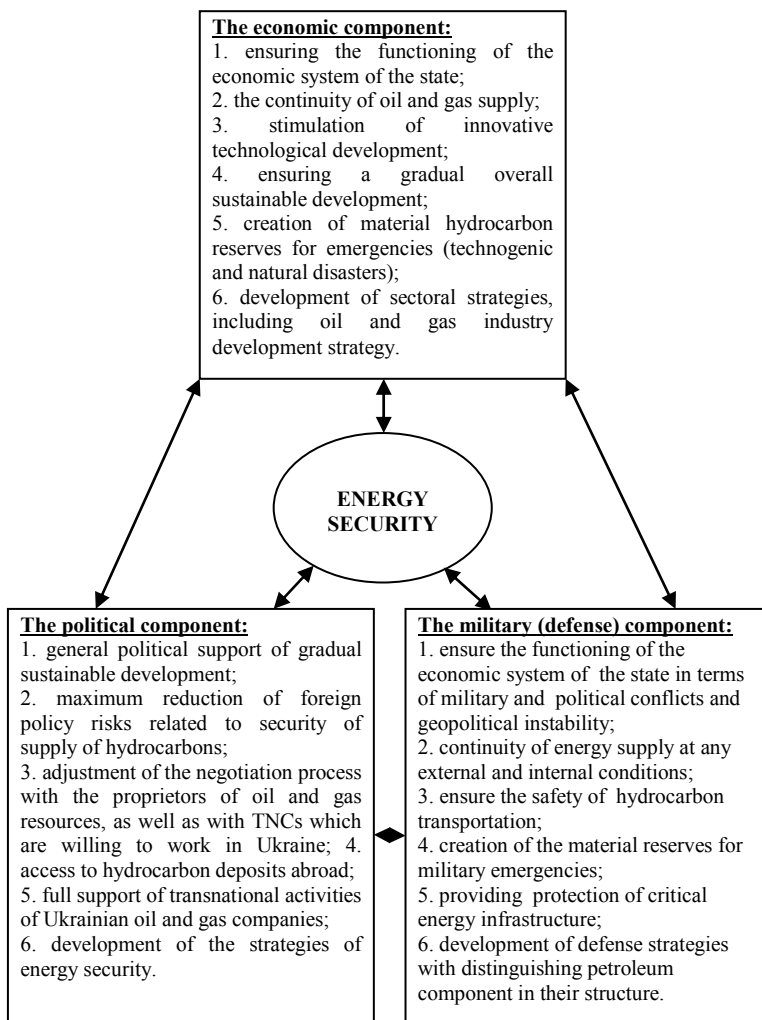 The economic component:
1. ensuring the functioning of the
economic system of the state;
2. the continuity of oil and gas supply;
3. stimulation of innovative
technological development;
4. ensuring a gradual overall
sustainable development;
5. creation of material hydrocarbon
reserves for emergencies (technogenic
and natural disasters);
6. development of sectoral strategies,
including oil and gas industry
development strategy.
ENERGY
SECURITY
The political component:
1. general political support of gradual
sustainable development;
2. maximum reduction of foreign
policy risks related to security of
supply of hydrocarbons;
3. adjustment of the negotiation process
with the proprietors of oil and gas
resources, as well as with TNCs which
are willing to work in Ukraine; 4.
access to hydrocarbon deposits abroad;
5. full support of transnational activities
of Ukrainian oil and gas companies;
6. development of the strategies of
energy security.
The military (defense) component:
1. ensure the functioning of the
economic system of the state in terms
of military and political conflicts and
geopolitical instability;
2. continuity of energy supply at any
external and internal conditions;
3. ensure the safety of hydrocarbon
transportation;
4. creation of the material reserves for
military emergencies;
5. providing protection of critical
energy infrastructure;
6. development of defense strategies
with distinguishing petroleum
component in their structure.